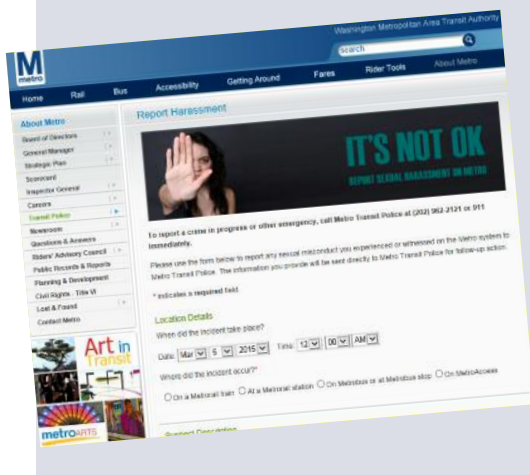 Washington Metropolitan Area Transit Authority
M
metro
search
Home Rail Bus Accessibility Getting Around Fares Rider Tools About Metro
About Metro
Board of Directors
General Manager
Strategic Plan
Scorecard
Inspector General
Careers
Transit Police
Newsroom
Questions & Answers
Riders' Advisory Council
Public Records & Reports
Planning & Development
Civil Rights - Title VI
Lost & Found
Contact Metro
Art in
Transit
metroARTS
Report Harassment
IT'S NOT OK
REPORT SEXUAL HARASSMENT ON METRO
To report a crime in progress or other emergency, call Metro Transit Police at (202) 962-2121 or 911
immediately.
Please use the form below to report any sexual misconduct you experienced or witnessed on the Metro system to
Metro Transit Police. The information you provide will be sent directly to Metro Transit Police for follow-up action.
* indicates a required field.
Location Details
When did the incident take place?
Date: Mar 5 2015 Time: 12 00 AM
Where did the incident occur?*
On a Metrorail train At a Metrorail station On Metrobus or at Metrobus stop On MetroAccess